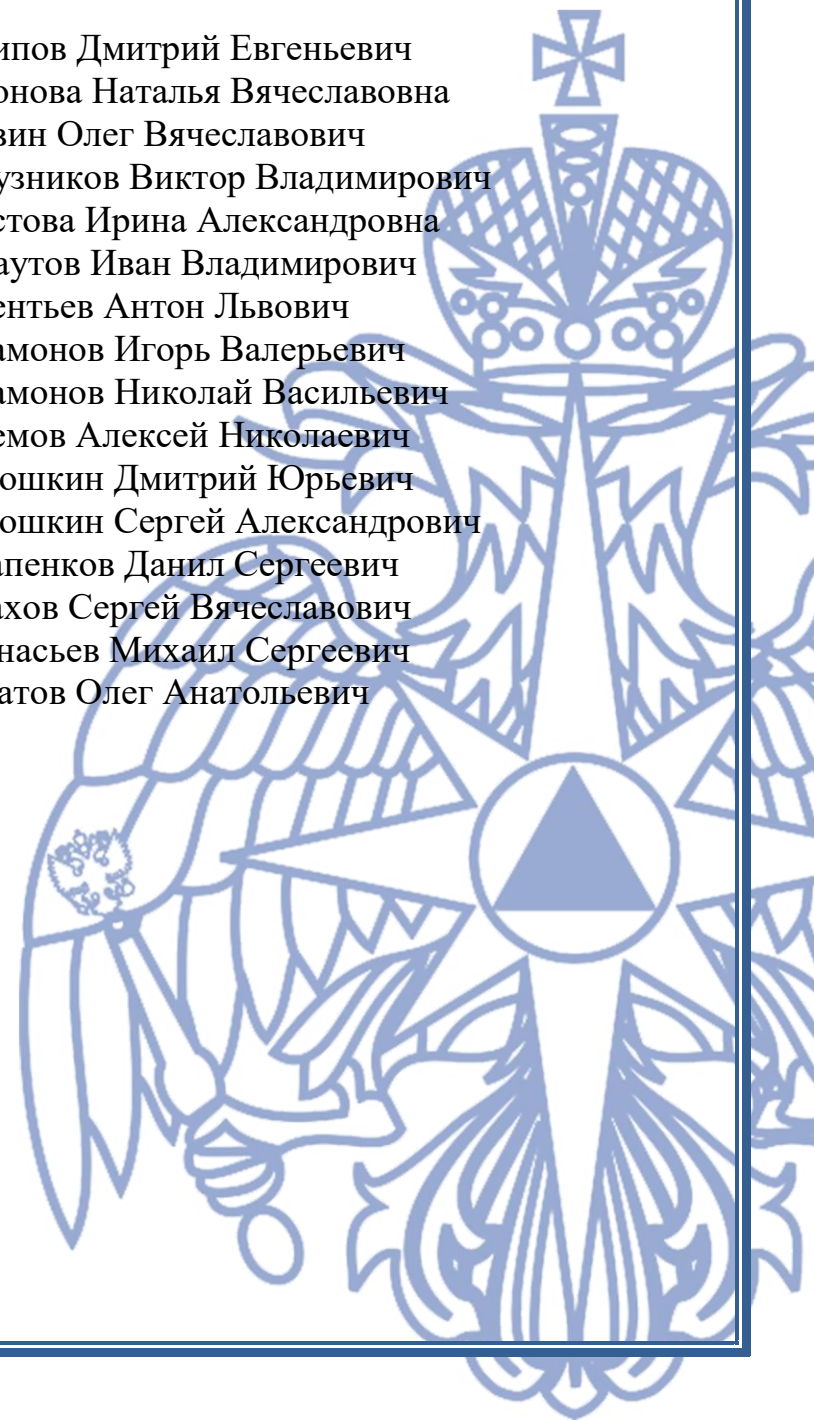 ипов Дмитрий Евгеньевич
онова Наталья Вячеславовна
вин Олег Вячеславович
узников Виктор Владимирович
стова Ирина Александровна
аутов Иван Владимирович
ентьев Антон Львович
амонов Игорь Валерьевич
амонов Николай Васильевич
емов Алексей Николаевич
юшкин Дмитрий Юрьевич
юшкин Сергей Александрович
апенков Данил Сергеевич
ахов Сергей Вячеславович
насьев Михаил Сергеевич
атов Олег Анатольевич